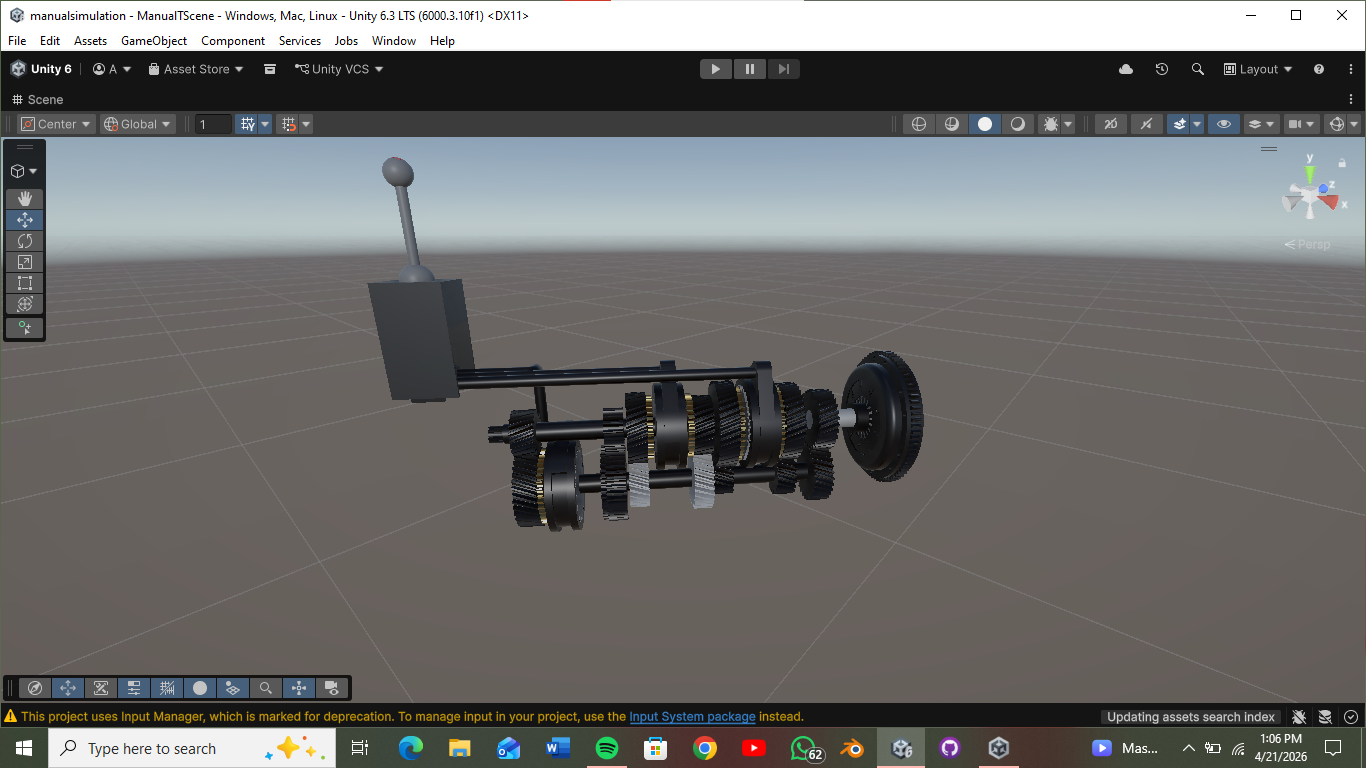 manualsimulation - ManualTScene - Windows, Mac, Linux - Unity 6.3 LTS (6000.3.10f1) <DX11>
File Edit Assets GameObject Component Services Jobs Window Help
Unity 6 A Asset Store Unity VCS Layout
Scene
Center Global 1 2D
y
z
x
Persp
This project uses Input Manager, which is marked for deprecation. To manage input in your project, use the Input System package instead. Updating assets search index
Type here to search 62 Mas... 1:06 PM
4/21/2026